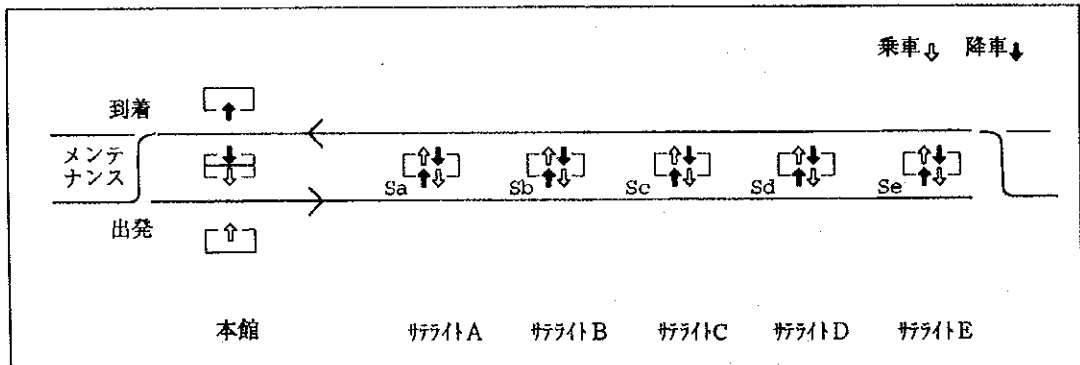 乗車⇩ 降車⬇
到着
メンテ
ナンス
Sa Sb Sc Sd Se
出発
本館 ｻﾃﾗｲﾄA ｻﾃﾗｲﾄB ｻﾃﾗｲﾄC ｻﾃﾗｲﾄD ｻﾃﾗｲﾄE